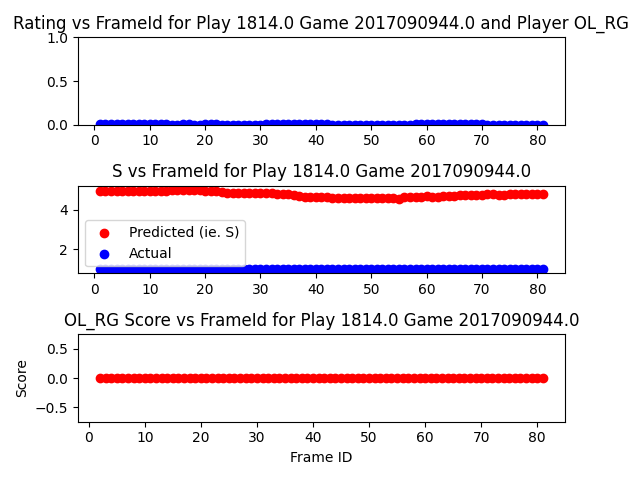 Rating vs FrameId for Play 1814.0 Game 2017090944.0 and Player OL_RG
1.0
0.5
0.0
0 10 20 30 40 50 60 70 80
S vs FrameId for Play 1814.0 Game 2017090944.0
4
2
Predicted (ie. S)
Actual
0 10 20 30 40 50 60 70 80
OL_RG Score vs FrameId for Play 1814.0 Game 2017090944.0
Score
0.5
0.0
−0.5
0 10 20 30 40 50 60 70 80
Frame ID